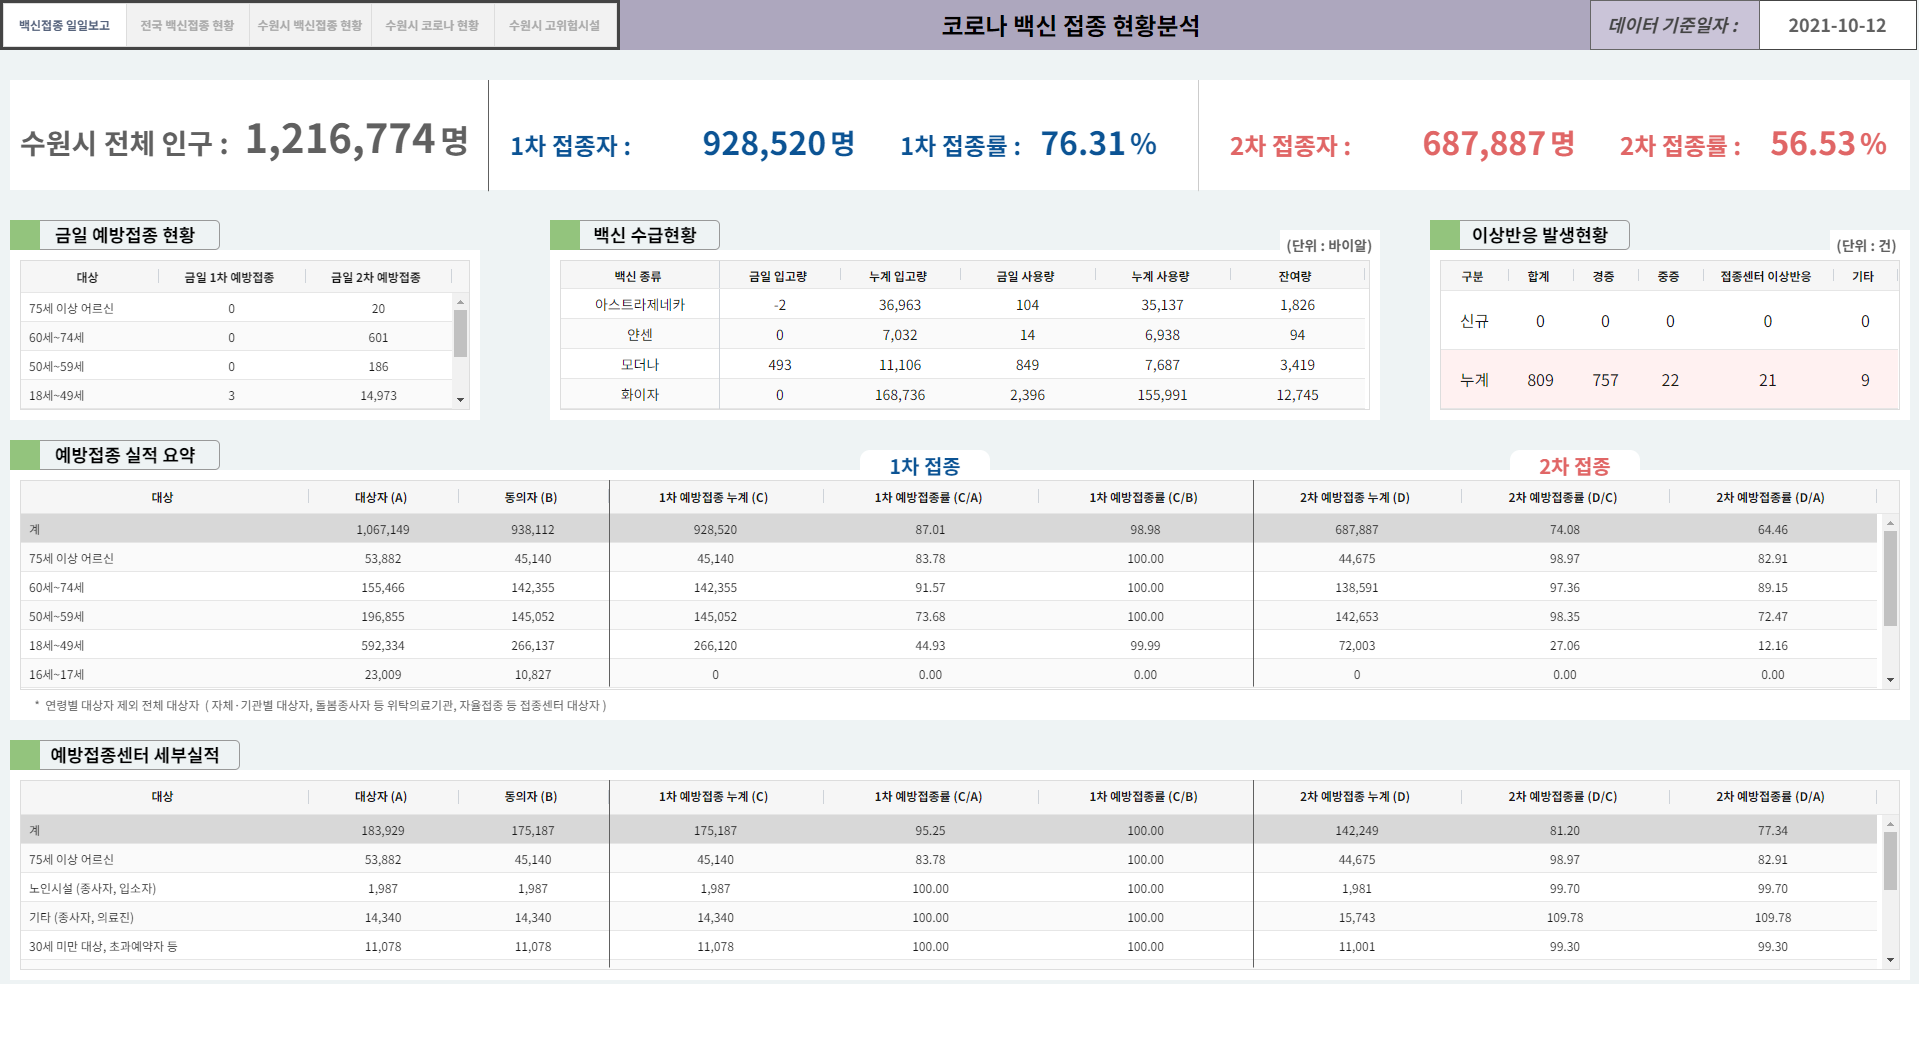 백신접종 일일보고 전국 백신접종 현황 수원시 백신접종 현황 수원시 코로나 현황 수원시 고위험시설 코로나 백신 접종 현황분석 데이터 기준일자 : 2021-10-12
수원시 전체 인구 : 1,216,774 명 1차 접종자 : 928,520 명 1차 접종률 : 76.31 % 2차 접종자 : 687,887 명 2차 접종률 : 56.53 %
금일 예방접종 현황
대상 금일 1차 예방접종 금일 2차 예방접종
75세 이상 어르신 0 20
60세~74세 0 601
50세~59세 0 186
18세~49세 3 14,973
백신 수급현황
(단위 : 바이알)
백신 종류 금일 입고량 누계 입고량 금일 사용량 누계 사용량 잔여량
아스트라제네카 -2 36,963 104 35,137 1,826
얀센 0 7,032 14 6,938 94
모더나 493 11,106 849 7,687 3,419
화이자 0 168,736 2,396 155,991 12,745
이상반응 발생현황
(단위 : 건)
구분 합계 경증 중증 접종센터 이상반응 기타
신규 0 0 0 0 0
누계 809 757 22 21 9
예방접종 실적 요약
1차 접종 2차 접종
대상 대상자 (A) 동의자 (B) 1차 예방접종 누계 (C) 1차 예방접종률 (C/A) 1차 예방접종률 (C/B) 2차 예방접종 누계 (D) 2차 예방접종률 (D/C) 2차 예방접종률 (D/A)
계 1,067,149 938,112 928,520 87.01 98.98 687,887 74.08 64.46
75세 이상 어르신 53,882 45,140 45,140 83.78 100.00 44,675 98.97 82.91
60세~74세 155,466 142,355 142,355 91.57 100.00 138,591 97.36 89.15
50세~59세 196,855 145,052 145,052 73.68 100.00 142,653 98.35 72.47
18세~49세 592,334 266,137 266,120 44.93 99.99 72,003 27.06 12.16
16세~17세 23,009 10,827 0 0.00 0.00 0 0.00 0.00
* 연령별 대상자 제외 전체 대상자 ( 자체·기관별 대상자, 돌봄종사자 등 위탁의료기관, 자율접종 등 접종센터 대상자 )
예방접종센터 세부실적
대상 대상자 (A) 동의자 (B) 1차 예방접종 누계 (C) 1차 예방접종률 (C/A) 1차 예방접종률 (C/B) 2차 예방접종 누계 (D) 2차 예방접종률 (D/C) 2차 예방접종률 (D/A)
계 183,929 175,187 175,187 95.25 100.00 142,249 81.20 77.34
75세 이상 어르신 53,882 45,140 45,140 83.78 100.00 44,675 98.97 82.91
노인시설 (종사자, 입소자) 1,987 1,987 1,987 100.00 100.00 1,981 99.70 99.70
기타 (종사자, 의료진) 14,340 14,340 14,340 100.00 100.00 15,743 109.78 109.78
30세 미만 대상, 초과예약자 등 11,078 11,078 11,078 100.00 100.00 11,001 99.30 99.30